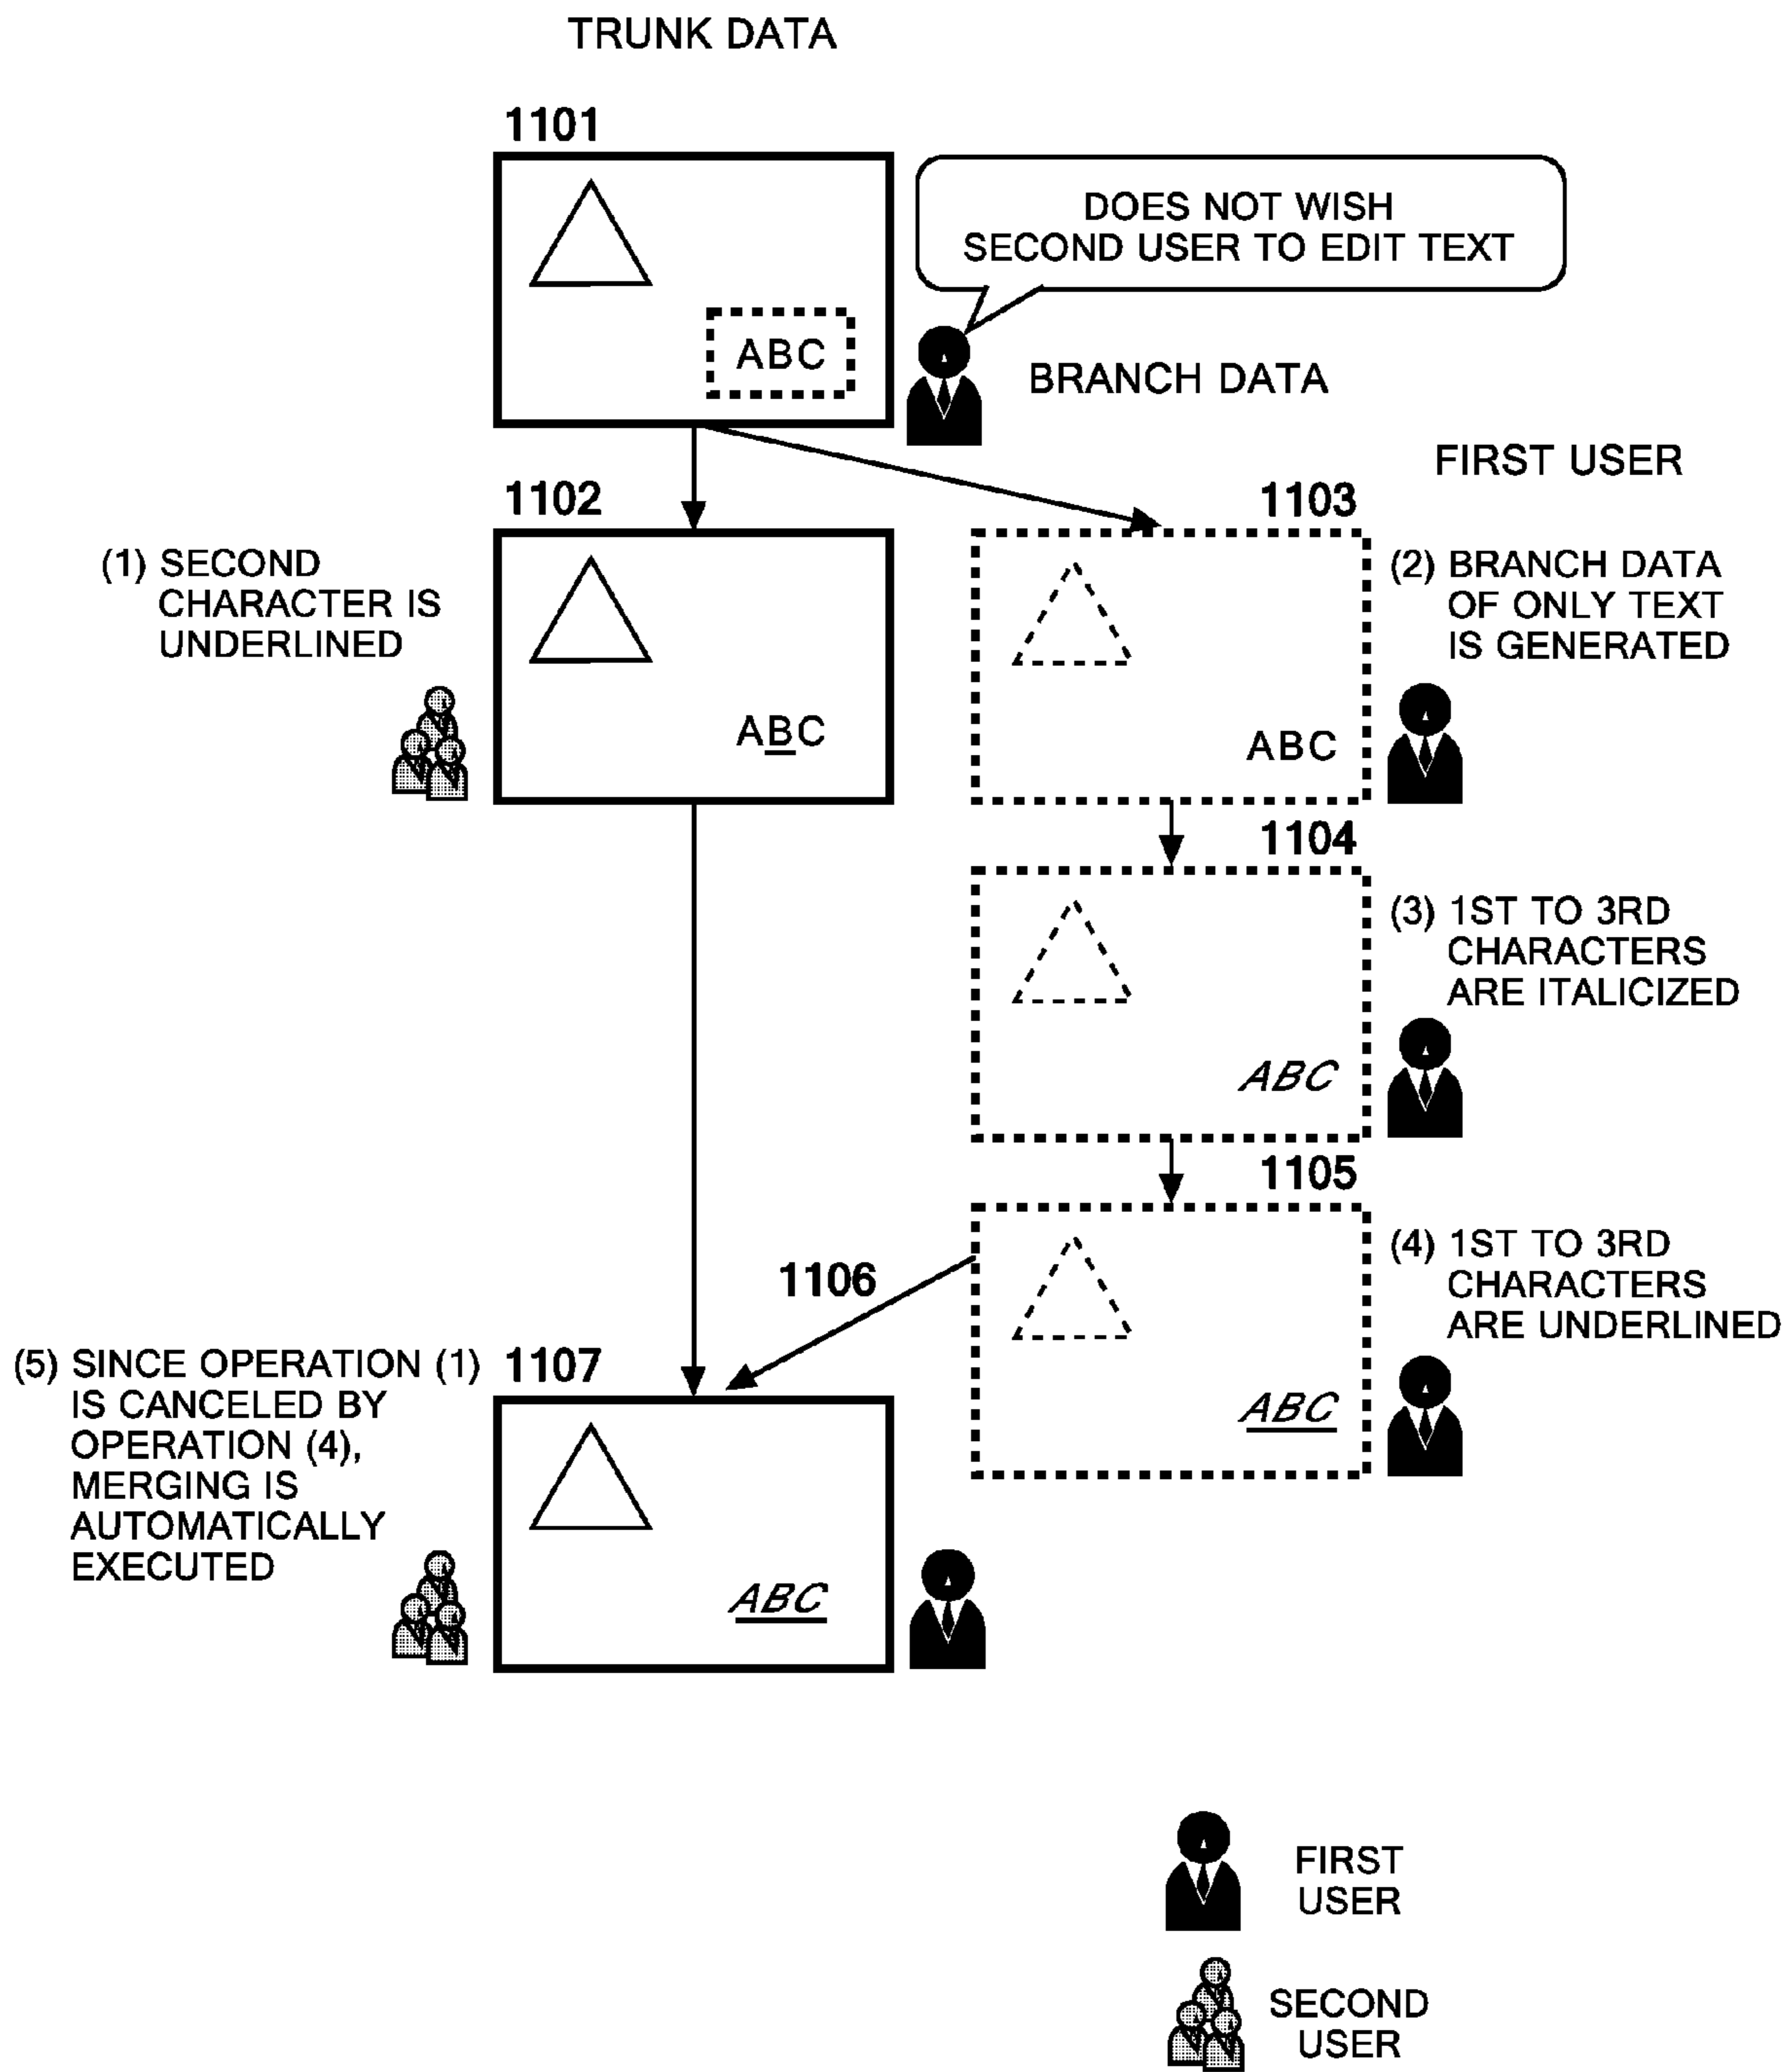 TRUNK DATA
1101
DOES NOT WISH
SECOND USER TO EDIT TEXT
ABC
BRANCH DATA
FIRST USER
1102
1103
(1) SECOND
CHARACTER IS
UNDERLINED
(2) BRANCH DATA
OF ONLY TEXT
IS GENERATED
ABC
ABC
1104
(3) 1ST TO 3RD
CHARACTERS
ARE ITALICIZED
ABC
1105
(4) 1ST TO 3RD
CHARACTERS
ARE UNDERLINED
1106
ABC
(5) SINCE OPERATION (1)
IS CANCELED BY
OPERATION (4),
MERGING IS
AUTOMATICALLY
EXECUTED
1107
ABC
FIRST
USER
SECOND
USER